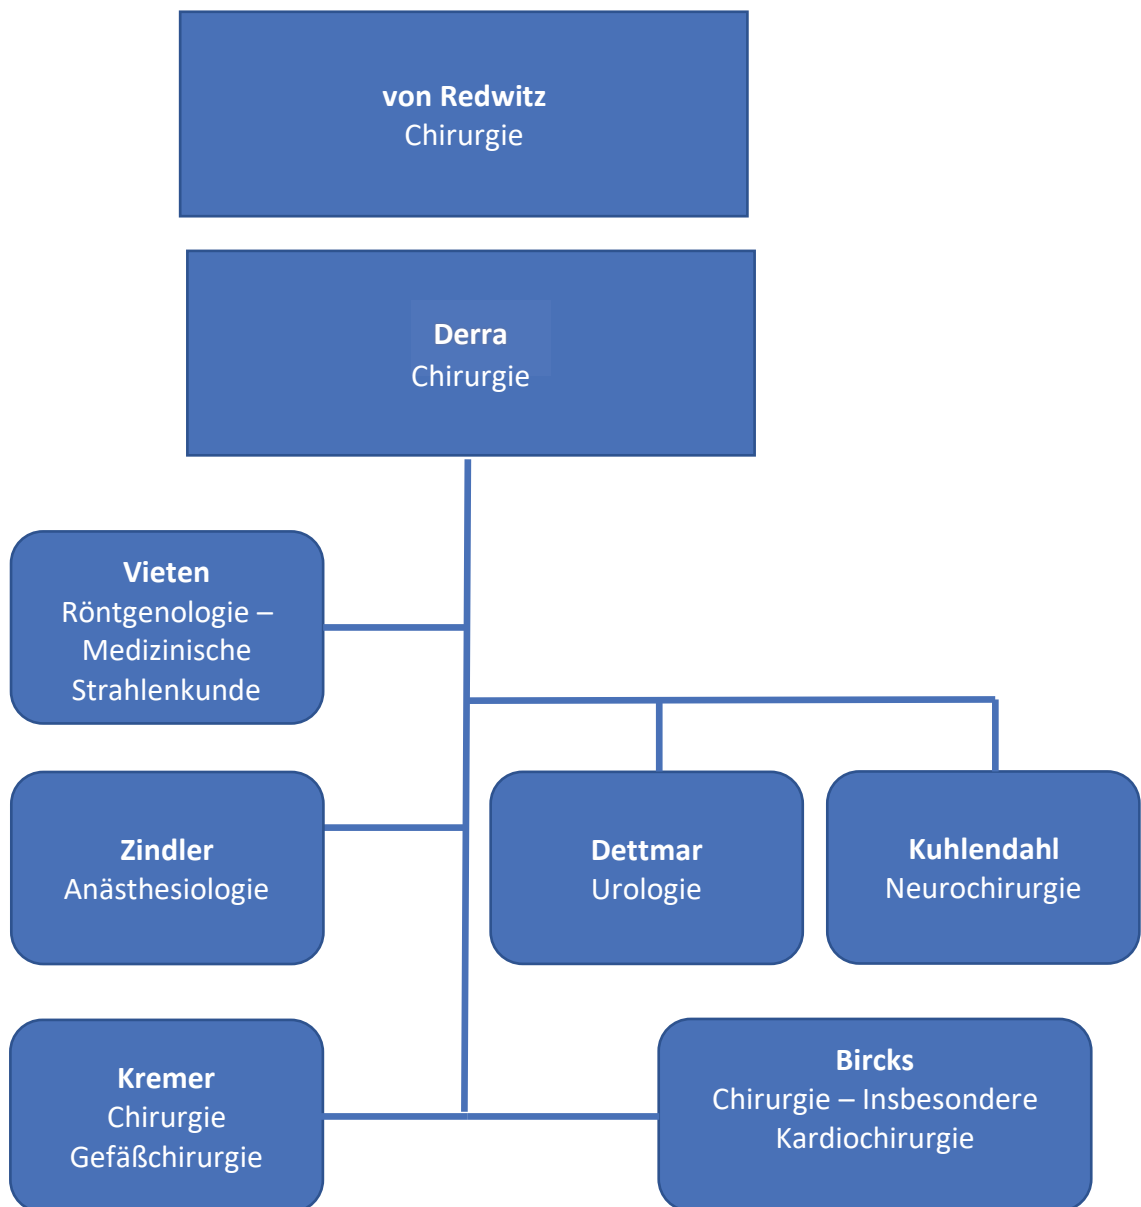 von Redwitz
Chirurgie
Derra
Chirurgie
Vieten
Röntgenologie –
Medizinische
Strahlenkunde
Zindler
Anästhesiologie
Dettmar
Urologie
Kuhlendahl
Neurochirurgie
Kremer
Chirurgie
Gefäßchirurgie
Bircks
Chirurgie – Insbesondere
Kardiochirurgie